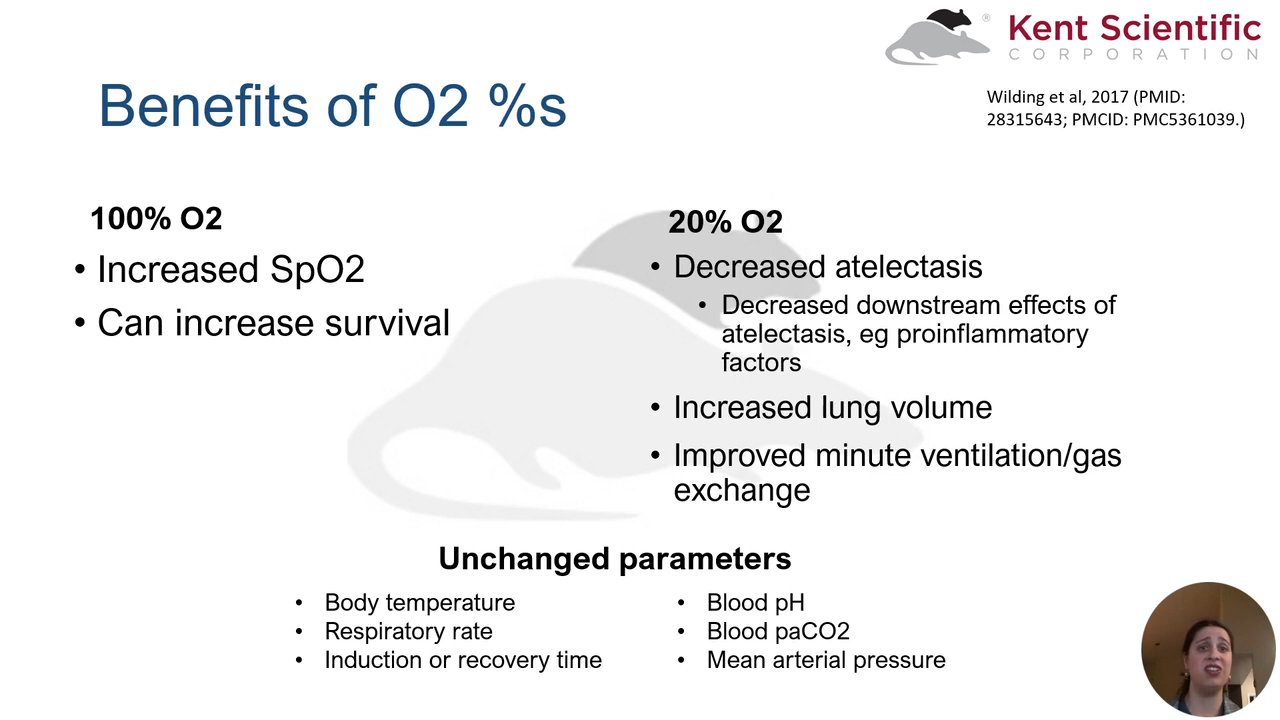 Kent Scientific
®
CORPORATION
Benefits of O2 %s
Wilding et al, 2017 (PMID:
28315643; PMCID: PMC5361039.)
100% O2
• Increased SpO2
• Can increase survival
20% O2
• Decreased atelectasis
• Decreased downstream effects of
atelectasis, eg proinflammatory
factors
• Increased lung volume
• Improved minute ventilation/gas
exchange
Unchanged parameters
• Body temperature
• Respiratory rate
• Induction or recovery time
• Blood pH
• Blood paCO2
• Mean arterial pressure